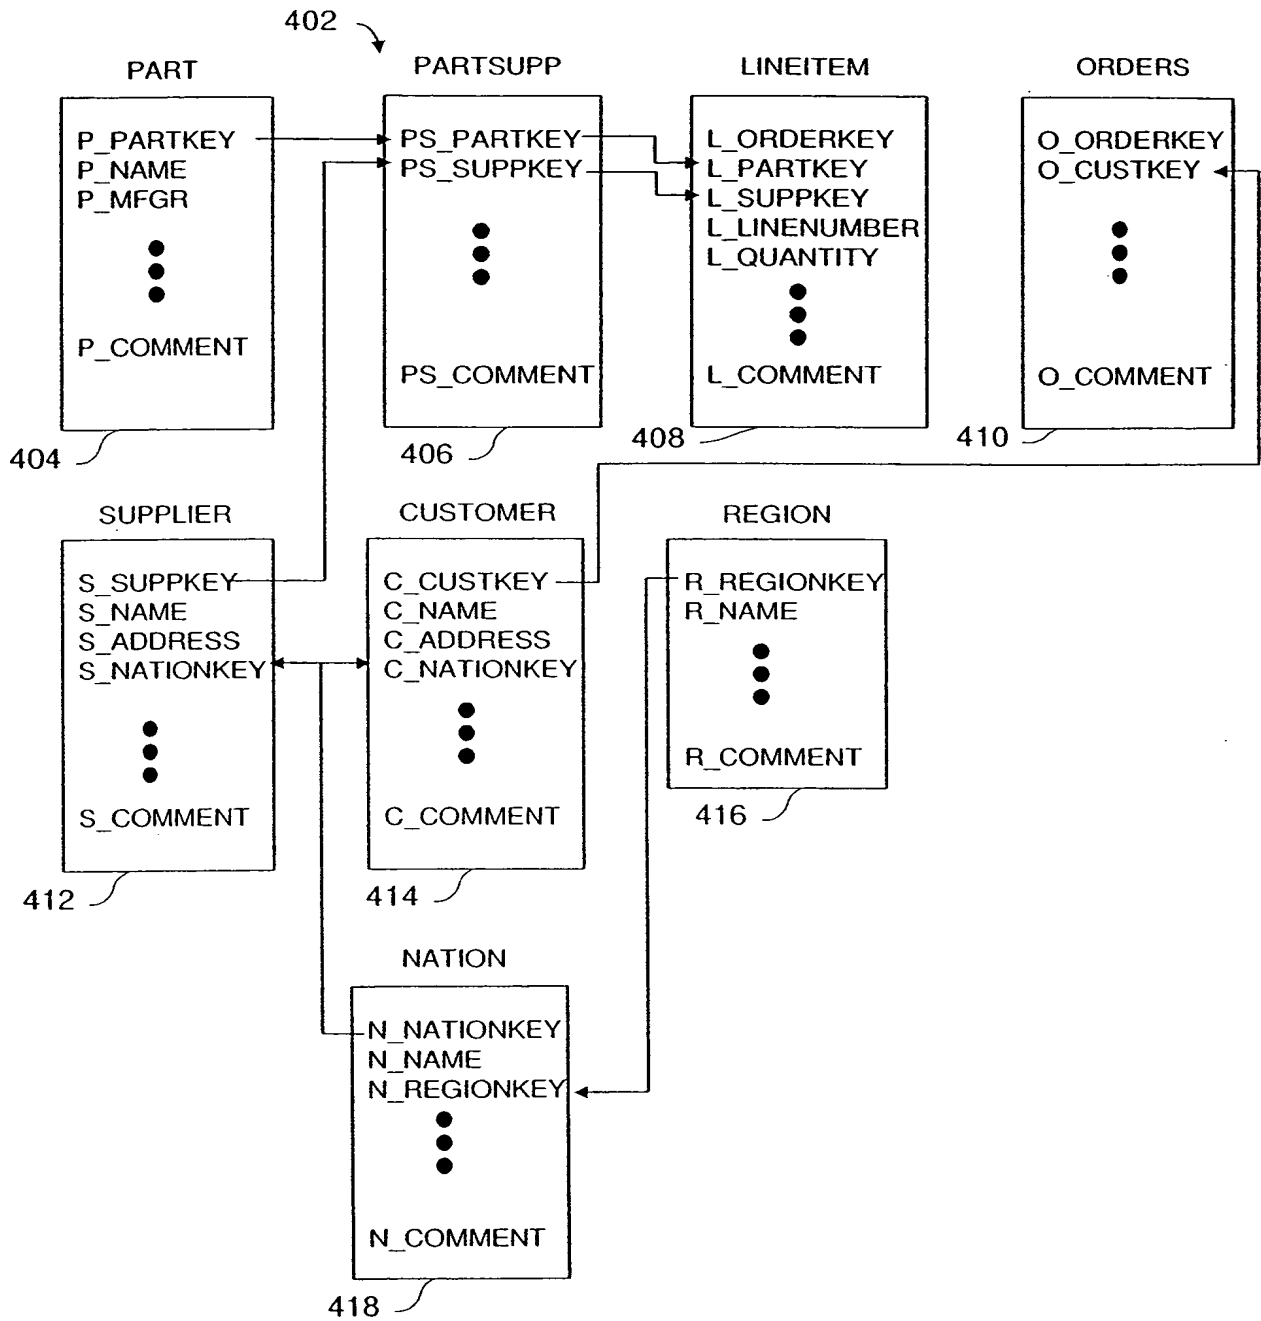 402
PART
P_PARTKEY
P_NAME
P_MFGR
P_COMMENT
404
PARTSUPP
PS_PARTKEY
PS_SUPPKEY
PS_COMMENT
406
LINEITEM
L_ORDERKEY
L_PARTKEY
L_SUPPKEY
L_LINENUMBER
L_QUANTITY
L_COMMENT
408
ORDERS
O_ORDERKEY
O_CUSTKEY
O_COMMENT
410
SUPPLIER
S_SUPPKEY
S_NAME
S_ADDRESS
S_NATIONKEY
S_COMMENT
412
CUSTOMER
C_CUSTKEY
C_NAME
C_ADDRESS
C_NATIONKEY
C_COMMENT
414
REGION
R_REGIONKEY
R_NAME
R_COMMENT
416
NATION
N_NATIONKEY
N_NAME
N_REGIONKEY
N_COMMENT
418